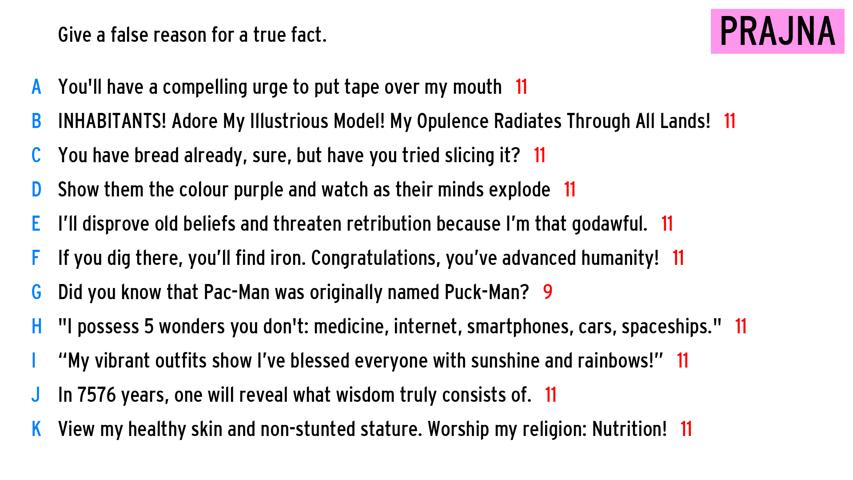 Give a false reason for a true fact.
PRAJNA
A You'll have a compelling urge to put tape over my mouth 11
B INHABITANTS! Adore My Illustrious Model! My Opulence Radiates Through All Lands! 11
C You have bread already, sure, but have you tried slicing it? 11
D Show them the colour purple and watch as their minds explode 11
E I’ll disprove old beliefs and threaten retribution because I’m that godawful. 11
F If you dig there, you’ll find iron. Congratulations, you’ve advanced humanity! 11
G Did you know that Pac-Man was originally named Puck-Man? 9
H "I possess 5 wonders you don't: medicine, internet, smartphones, cars, spaceships." 11
I “My vibrant outfits show I’ve blessed everyone with sunshine and rainbows!” 11
J In 7576 years, one will reveal what wisdom truly consists of. 11
K View my healthy skin and non-stunted stature. Worship my religion: Nutrition! 11